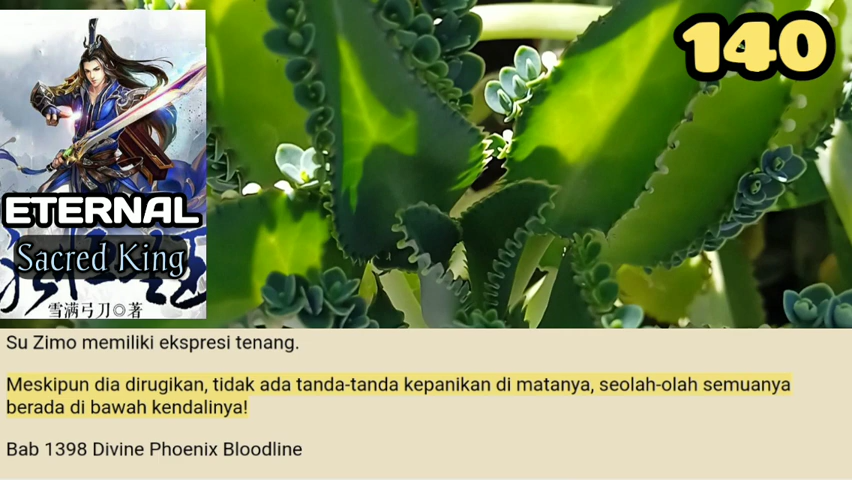 140
ETERNAL
Sacred King
雪满弓刀◎著
Su Zimo memiliki ekspresi tenang.
Meskipun dia dirugikan, tidak ada tanda-tanda kepanikan di matanya, seolah-olah semuanya
berada di bawah kendalinya!
Bab 1398 Divine Phoenix Bloodline